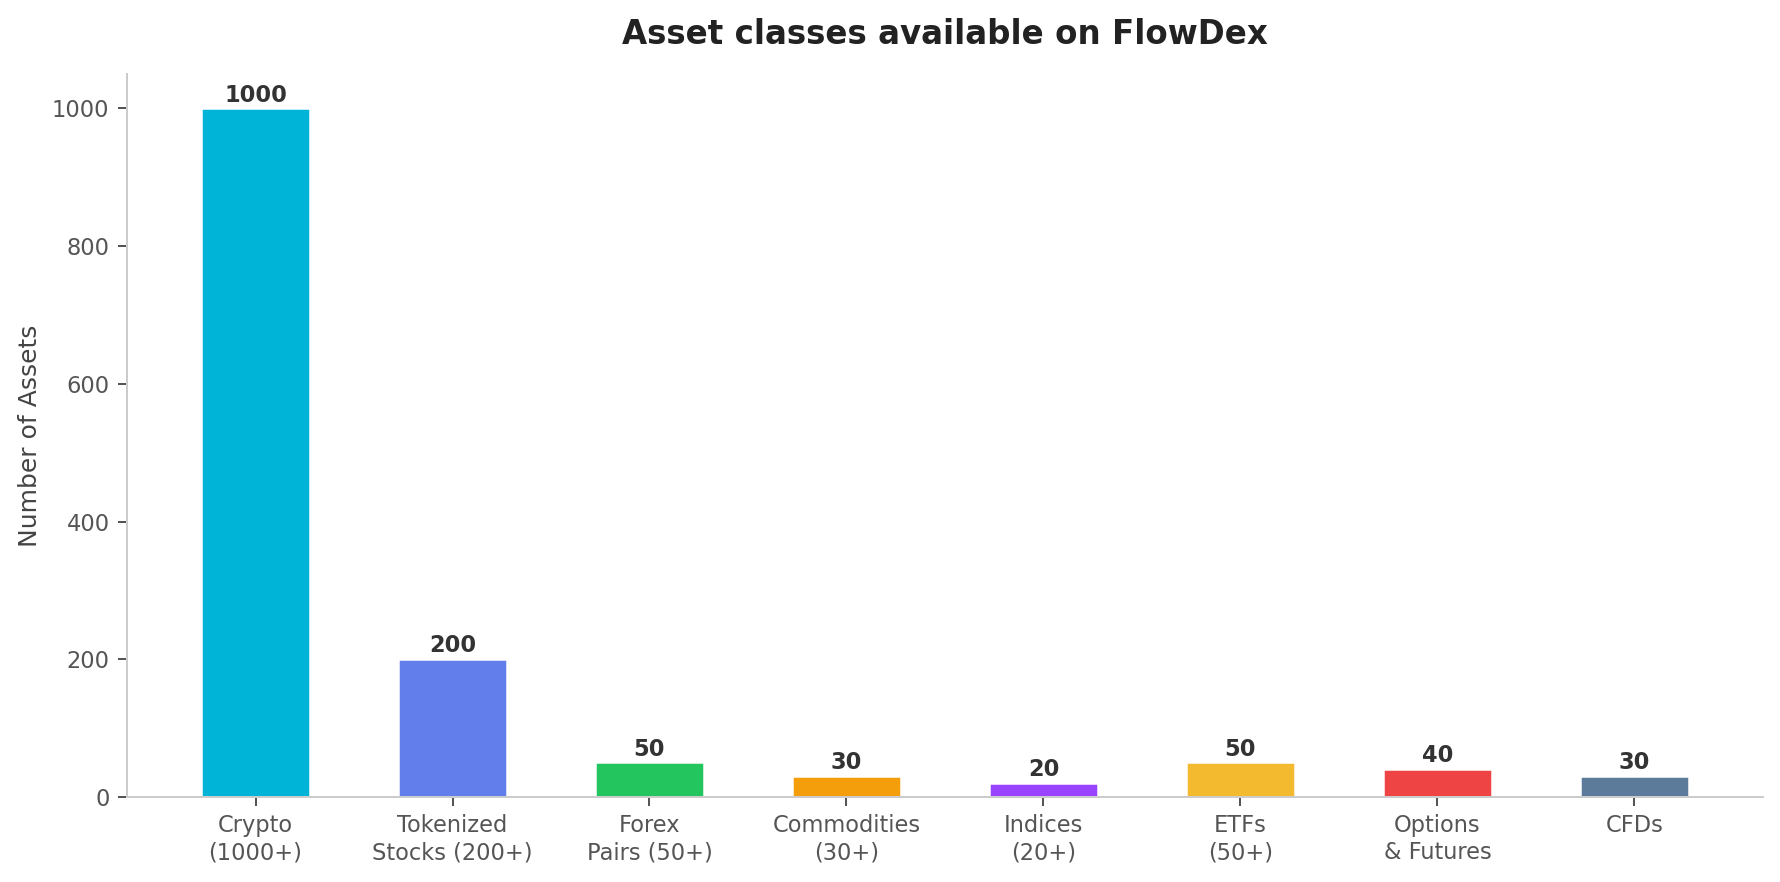 Asset classes available on FlowDex
Number of Assets
1000
800
600
400
200
0
1000
200
50
30
20
50
40
30
Crypto
(1000+)
Tokenized
Stocks (200+)
Forex
Pairs (50+)
Commodities
(30+)
Indices
(20+)
ETFs
(50+)
Options
& Futures
CFDs